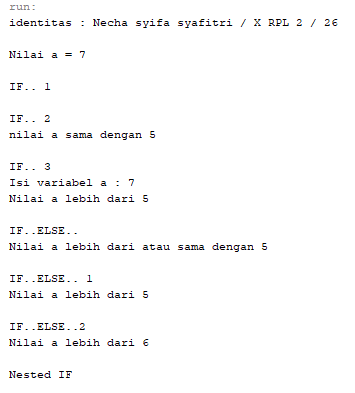 run:
identitas : Necha syifa syafitri / X RPL 2 / 26
Nilai a = 7
IF.. 1
IF.. 2
nilai a sama dengan 5
IF.. 3
Isi variabel a : 7
Nilai a lebih dari 5
IF..ELSE..
Nilai a lebih dari atau sama dengan 5
IF..ELSE.. 1
Nilai a lebih dari 5
IF..ELSE..2
Nilai a lebih dari 6
Nested IF